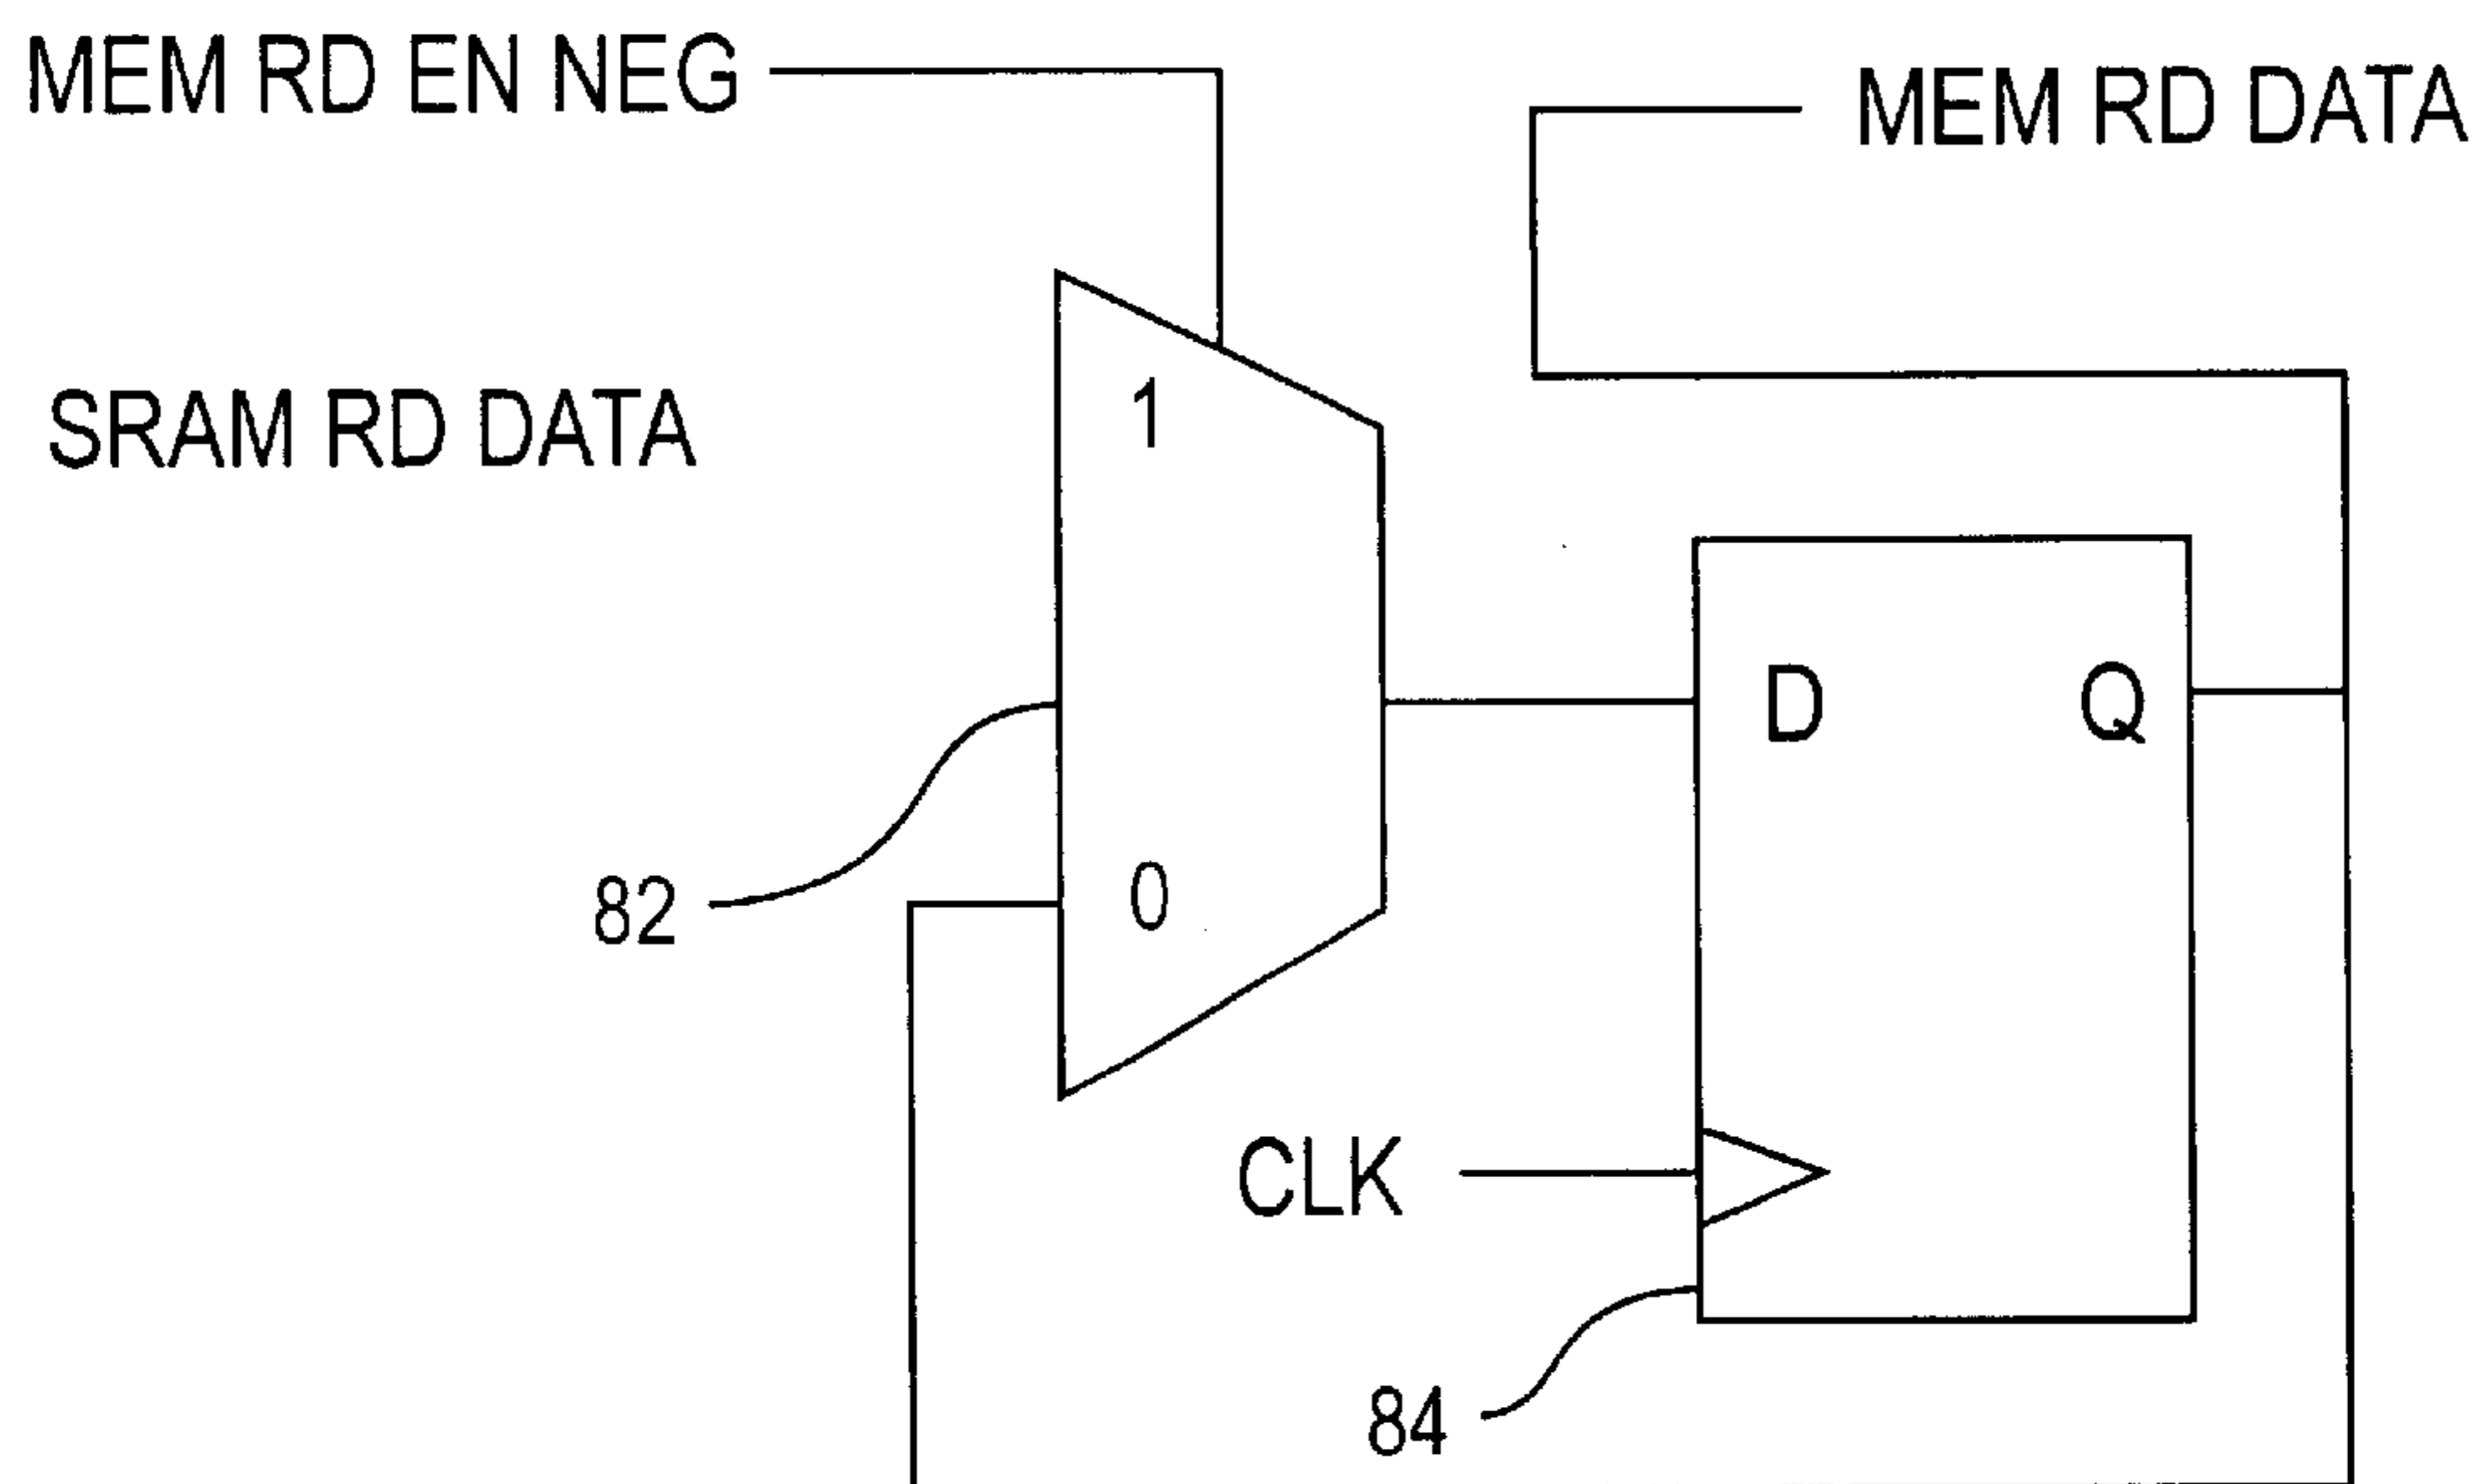 MEM RD EN NEG
MEM RD DATA
SRAM RD DATA
1
D
Q
82
0
CLK
84